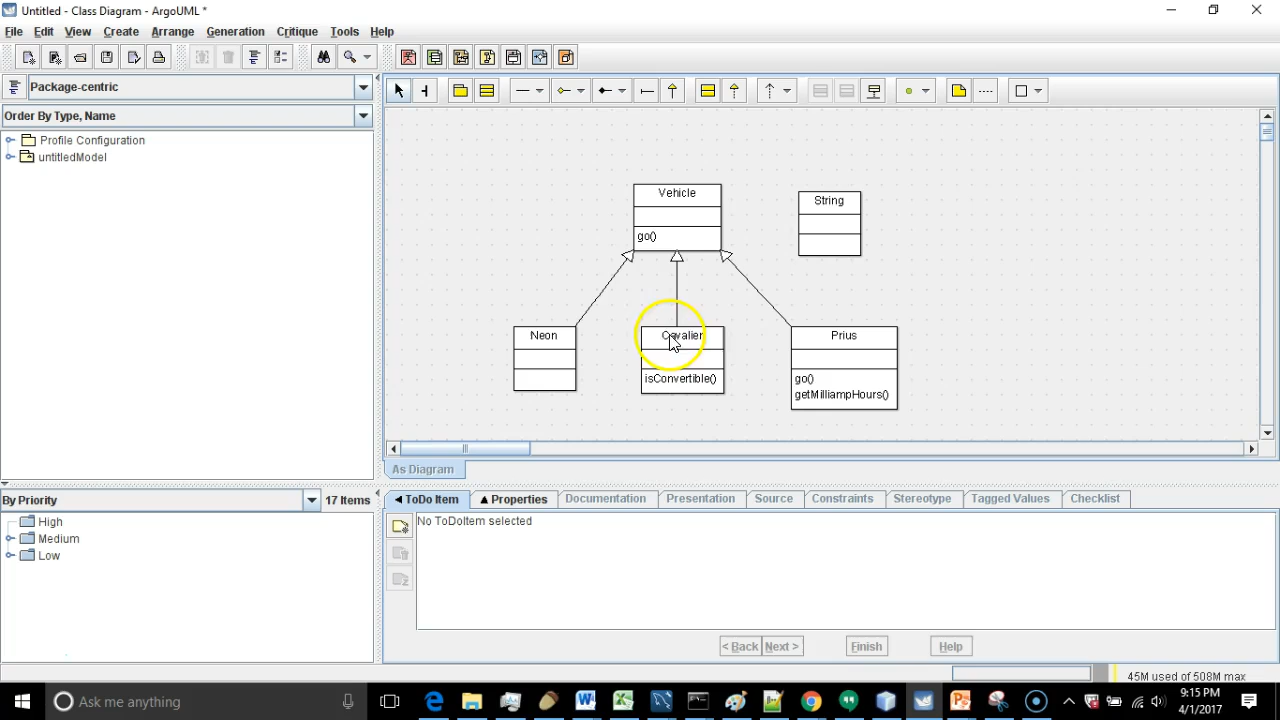 Untitled - Class Diagram - ArgoUML *
File Edit View Create Arrange Generation Critique Tools Help
Package-centric
Order By Type, Name
Profile Configuration
untitledModel
Vehicle
go()
String
Neon
Cavalier
isConvertible()
Prius
go()
getMilliampHours()
As Diagram
By Priority 17 Items
High
Medium
Low
ToDo Item Properties Documentation Presentation Source Constraints Stereotype Tagged Values Checklist
No ToDoItem selected
< Back Next > Finish Help
45M used of 508M max
Ask me anything
9:15 PM
4/1/2017